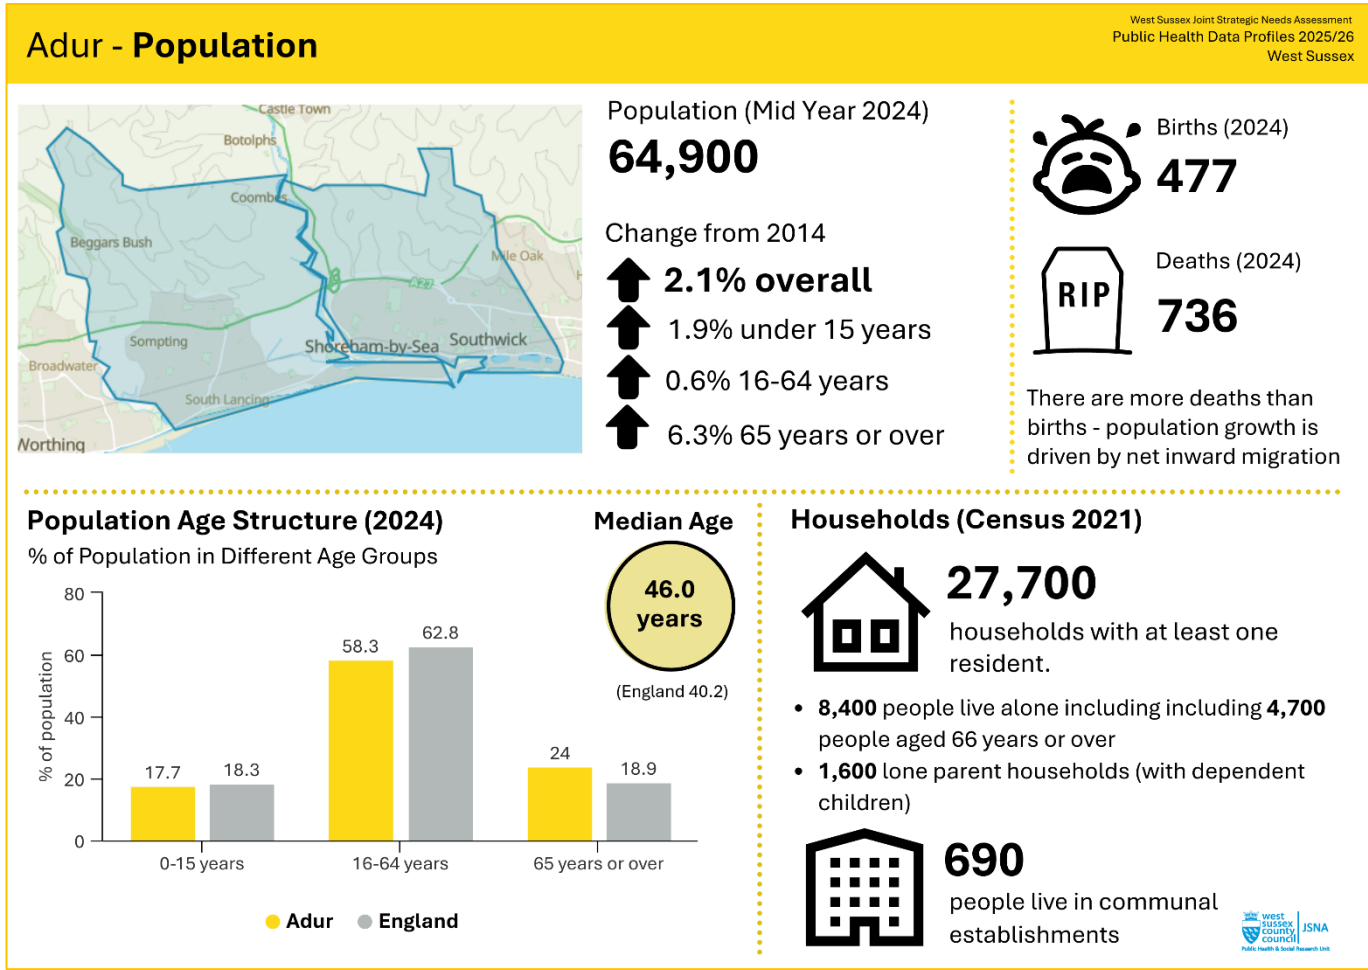 Adur - Population
West Sussex Joint Strategic Needs Assessment
Public Health Data Profiles 2025/26
West Sussex
Castle Town
Botolphs
Coombes
Beggars Bush
Mile Oak
H
A27
Sompting
Shoreham-by-Sea
Southwick
Broadwater
South Lancing
Worthing
Population (Mid Year 2024)
64,900
Change from 2014
2.1% overall
1.9% under 15 years
0.6% 16-64 years
6.3% 65 years or over
Births (2024)
477
RIP
Deaths (2024)
736
There are more deaths than
births - population growth is
driven by net inward migration
Population Age Structure (2024)
% of Population in Different Age Groups
Median Age
46.0
years
(England 40.2)
% of population
80
60
40
20
0
17.7
18.3
58.3
62.8
24
18.9
0-15 years
16-64 years
65 years or over
Adur
England
Households (Census 2021)
27,700
households with at least one
resident.
• 8,400 people live alone including including 4,700
people aged 66 years or over
• 1,600 lone parent households (with dependent
children)
690
people live in communal
establishments
west
sussex
county
council
JSNA
Public Health & Social Research Unit